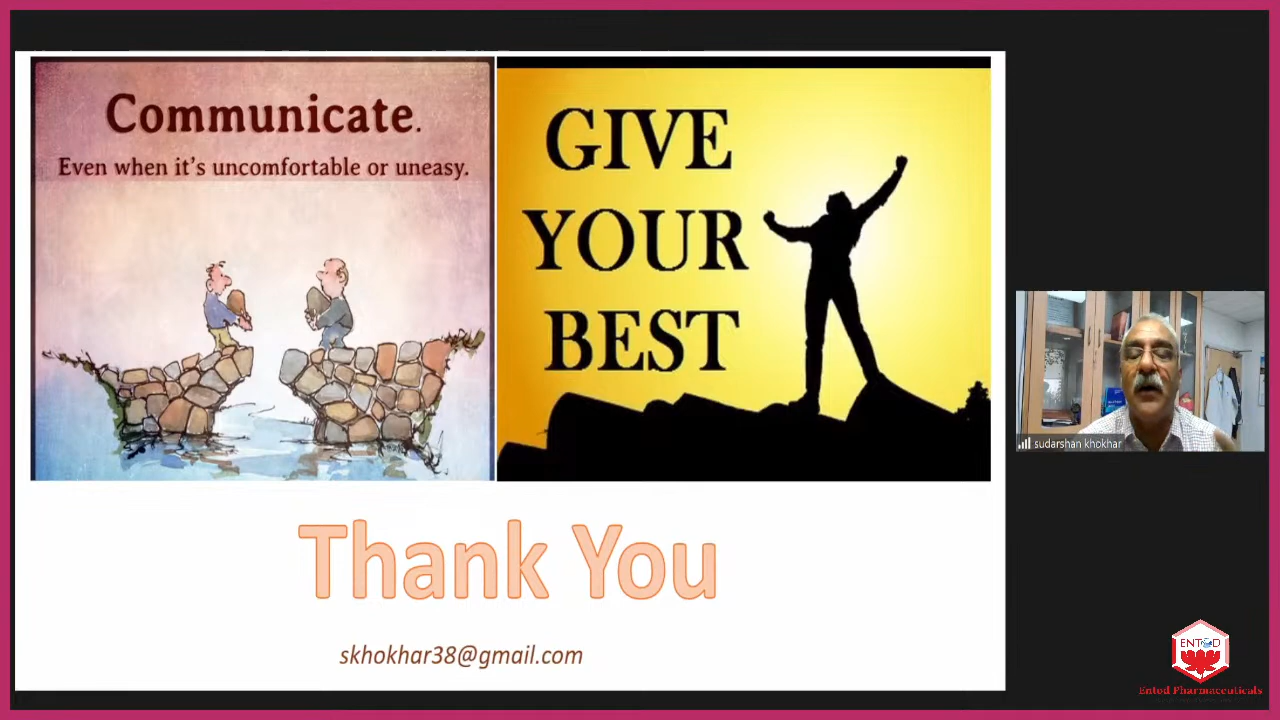 Communicate.
Even when it's uncomfortable or uneasy.
GIVE
YOUR
BEST
Thank You
skhokhar38@gmail.com
sudarshan khokhar
ENTOD
Entod Pharmaceuticals